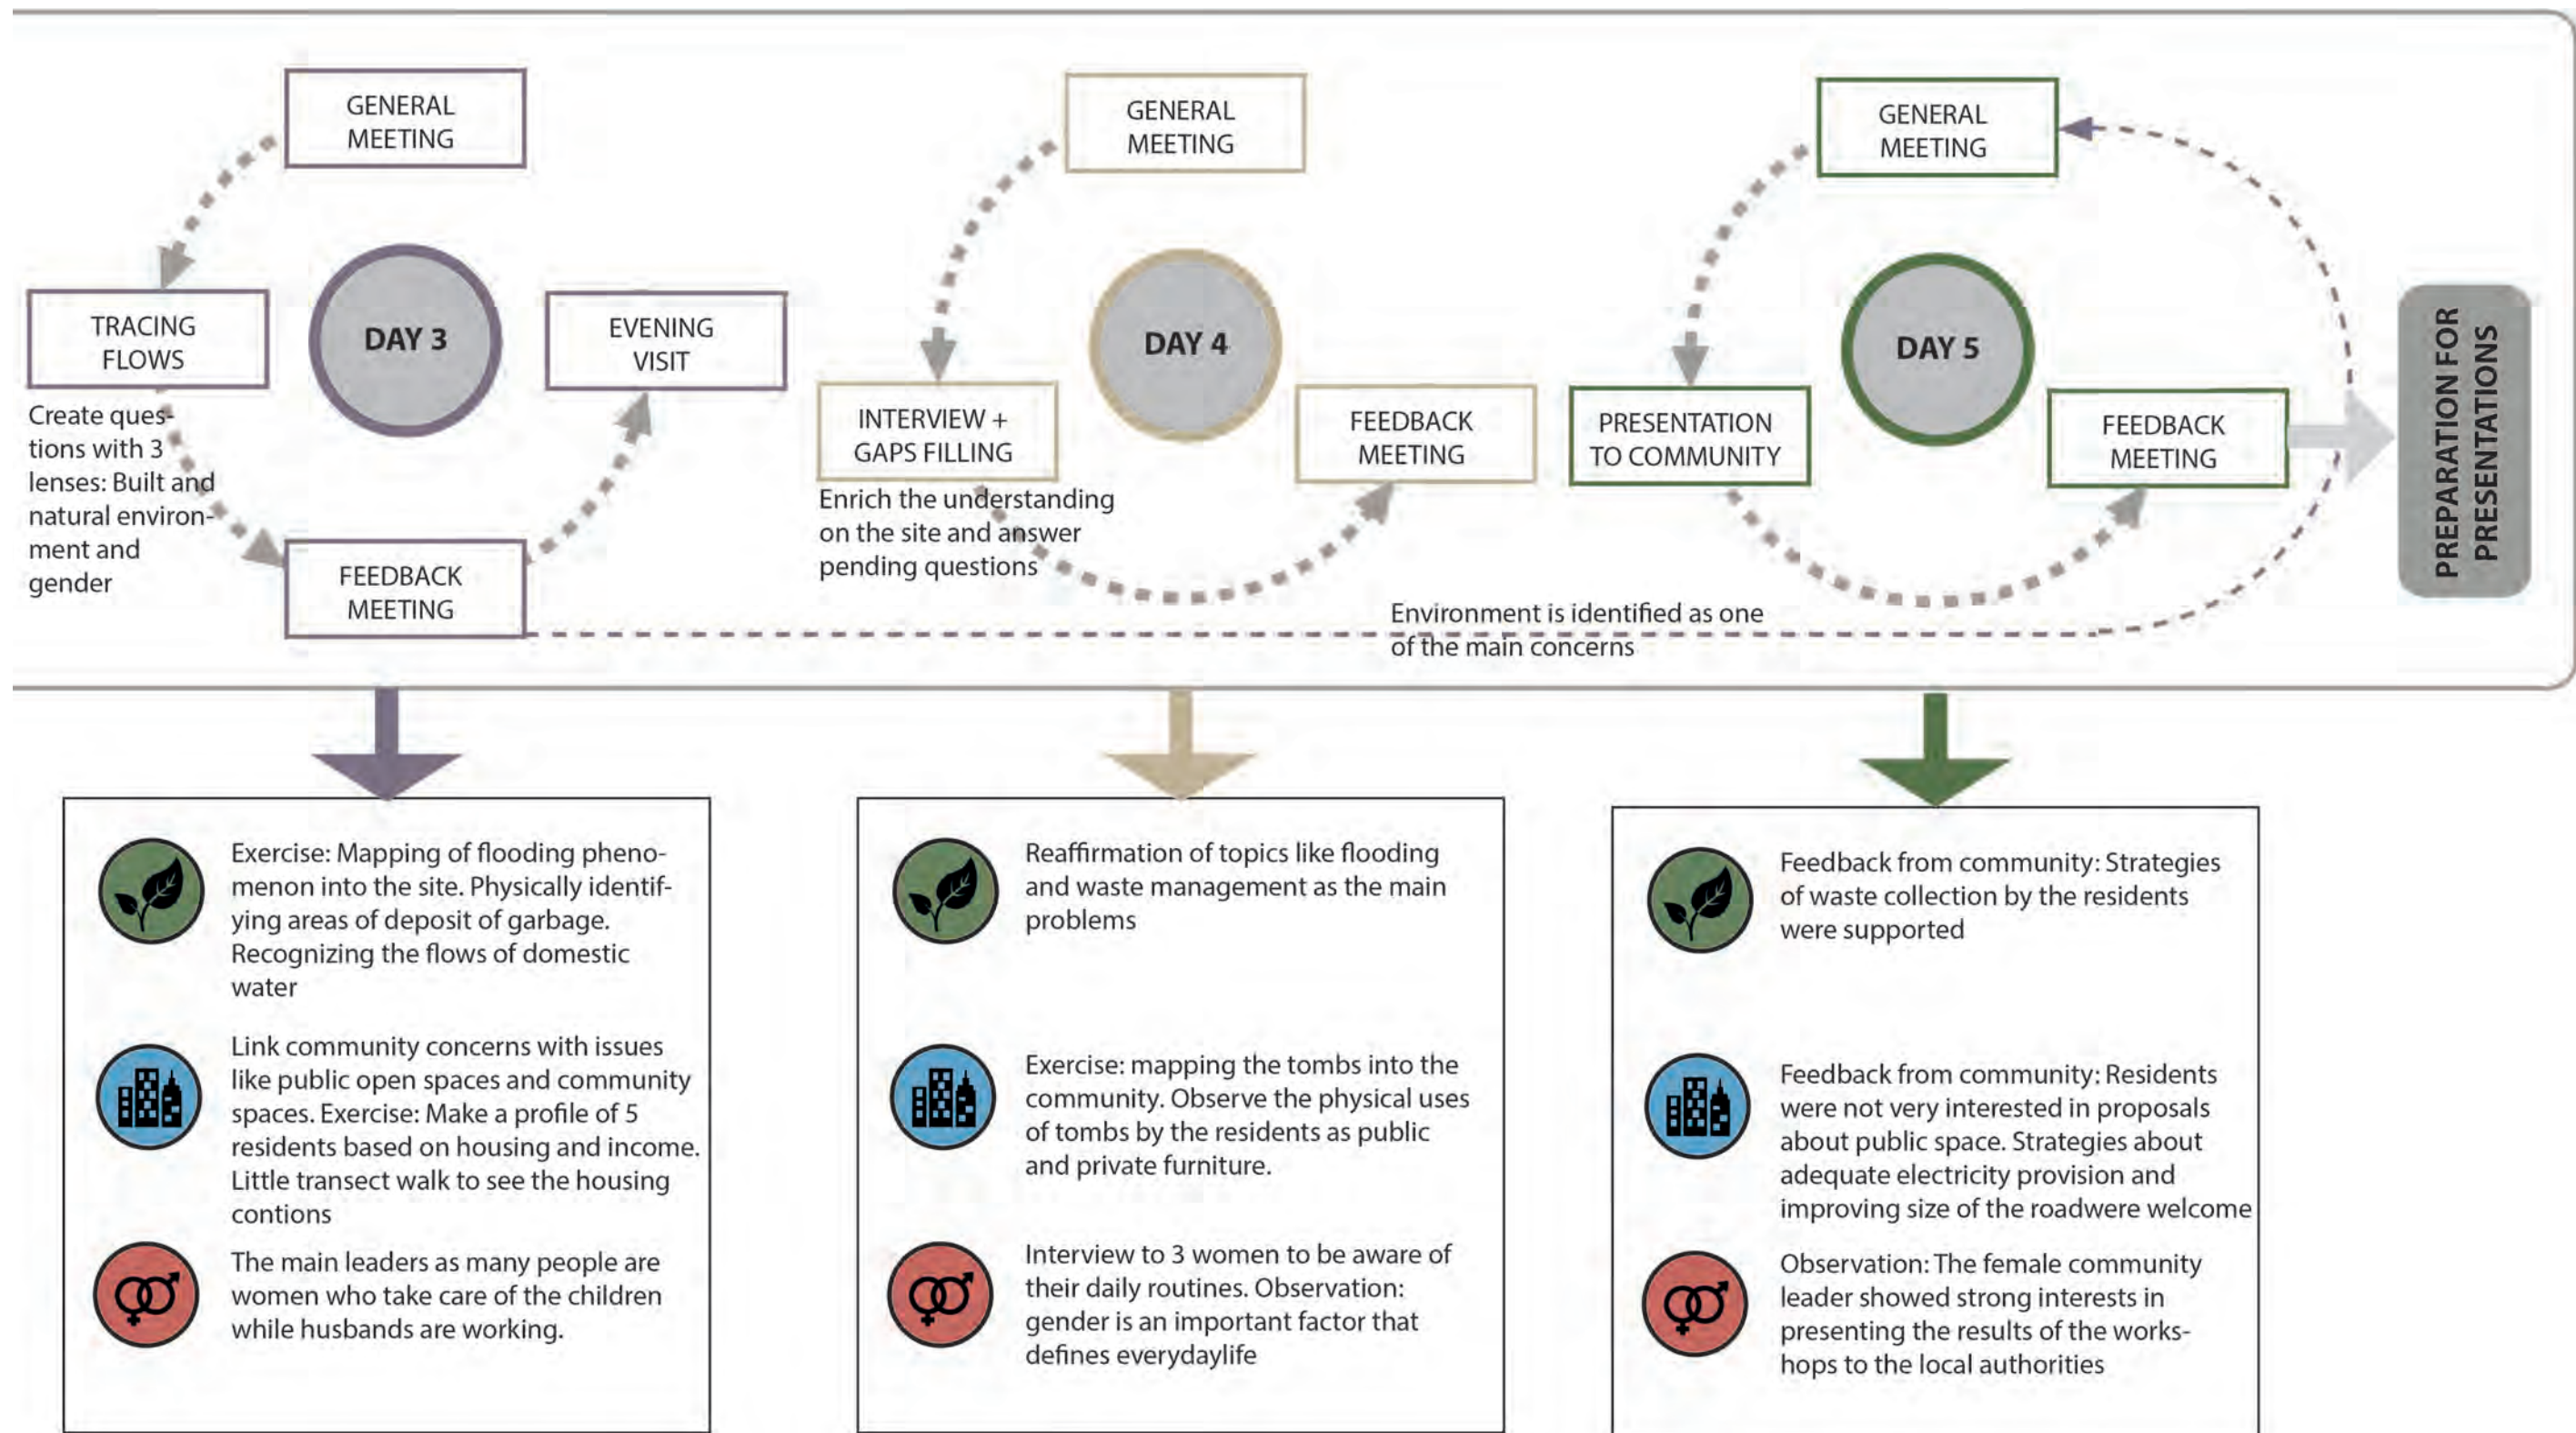 GENERAL
MEETING
TRACING
FLOWS
DAY 3
EVENING
VISIT
Create ques-
tions with 3
lenses: Built and
natural environ-
ment and
gender
FEEDBACK
MEETING
GENERAL
MEETING
DAY 4
INTERVIEW +
GAPS FILLING
FEEDBACK
MEETING
Enrich the understanding
on the site and answer
pending questions
GENERAL
MEETING
DAY 5
PRESENTATION
TO COMMUNITY
FEEDBACK
MEETING
Environment is identified as one
of the main concerns
PREPARATION FOR
PRESENTATIONS
Exercise: Mapping of flooding pheno-
menon into the site. Physically identif-
ying areas of deposit of garbage.
Recognizing the flows of domestic
water
Link community concerns with issues
like public open spaces and community
spaces. Exercise: Make a profile of 5
residents based on housing and income.
Little transect walk to see the housing
contions
The main leaders as many people are
women who take care of the children
while husbands are working.
Reaffirmation of topics like flooding
and waste management as the main
problems
Exercise: mapping the tombs into the
community. Observe the physical uses
of tombs by the residents as public
and private furniture.
Interview to 3 women to be aware of
their daily routines. Observation:
gender is an important factor that
defines everydaylife
Feedback from community: Strategies
of waste collection by the residents
were supported
Feedback from community: Residents
were not very interested in proposals
about public space. Strategies about
adequate electricity provision and
improving size of the roadwere welcome
Observation: The female community
leader showed strong interests in
presenting the results of the works-
hops to the local authorities